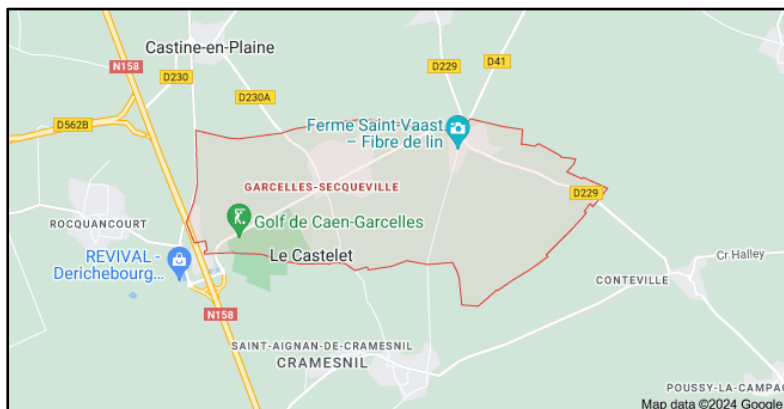 Castine-en-Plaine
N158
D230
D229
D41
D230A
D562B
Ferme Saint-Vaast...
– Fibre de lin
GARCELLES-SECQUEVILLE
D229
ROCQUANCOURT
Golf de Caen-Garcelles
REVIVAL -
Derichebourg...
Le Castelet
Cr Halley
CONTEVILLE
N158
SAINT-AIGNAN-DE-CRAMESNIL
CRAMESNIL
POUSSY-LA-CAMPAG
Map data ©2024 Google